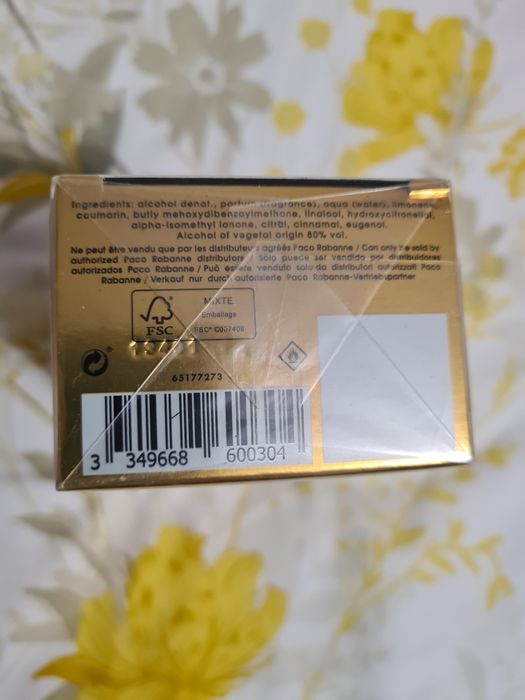 Ingredients: alcohol denat., parfum (fragrance), aqua (water), limonene,
coumarin, butly mehoxydibenzoylmethone, linalool, hydroxycitronellal,
alpha-isomethyl ionone, citral, cinnamal, eugenol.
Alcohol of vegetal origin 80% vol.
Ne peut être vendu que par les distributeurs agréés Paco Rabanne / Can only be sold by
authorized Paco Rabanne distributors / Sólo puede ser vendido por distribuidores
autorizados Paco Rabanne / Può essere venduto solo da distributori autorizzati Paco
Rabanne / Verkauf nur durch autorisierte Paco Rabanne-Vertriebspartner
FSC
MIXTE
Emballage
FSC® C007408
65177273
3 349668 600304